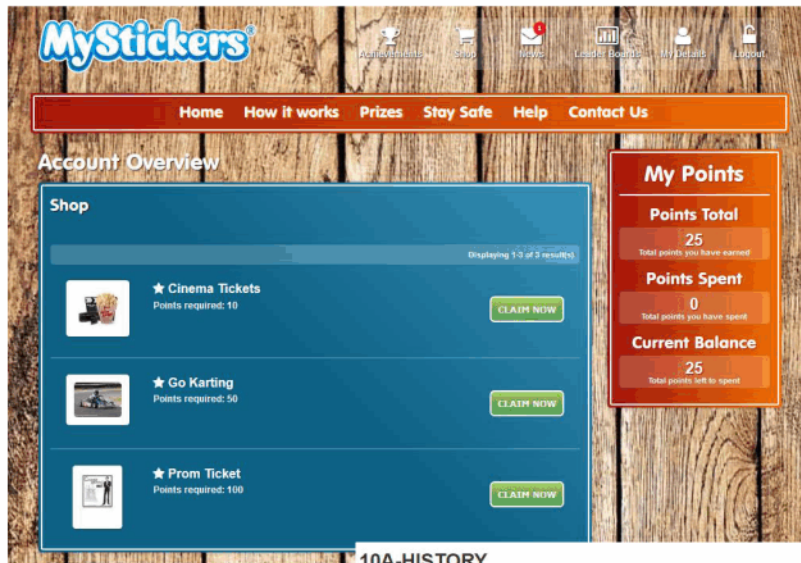 MyStickers®
Achievements
Shop
1
News
Leader Boards
My Details
Logout
Home How it works Prizes Stay Safe Help Contact Us
Account Overview
Shop
Displaying 1-3 of 3 result(s).
★ Cinema Tickets
Points required: 10
CLAIM NOW
★ Go Karting
Points required: 50
CLAIM NOW
★ Prom Ticket
Points required: 100
CLAIM NOW
My Points
Points Total
25
Total points you have earned
Points Spent
0
Total points you have spent
Current Balance
25
Total points left to spent
10A-HISTORY